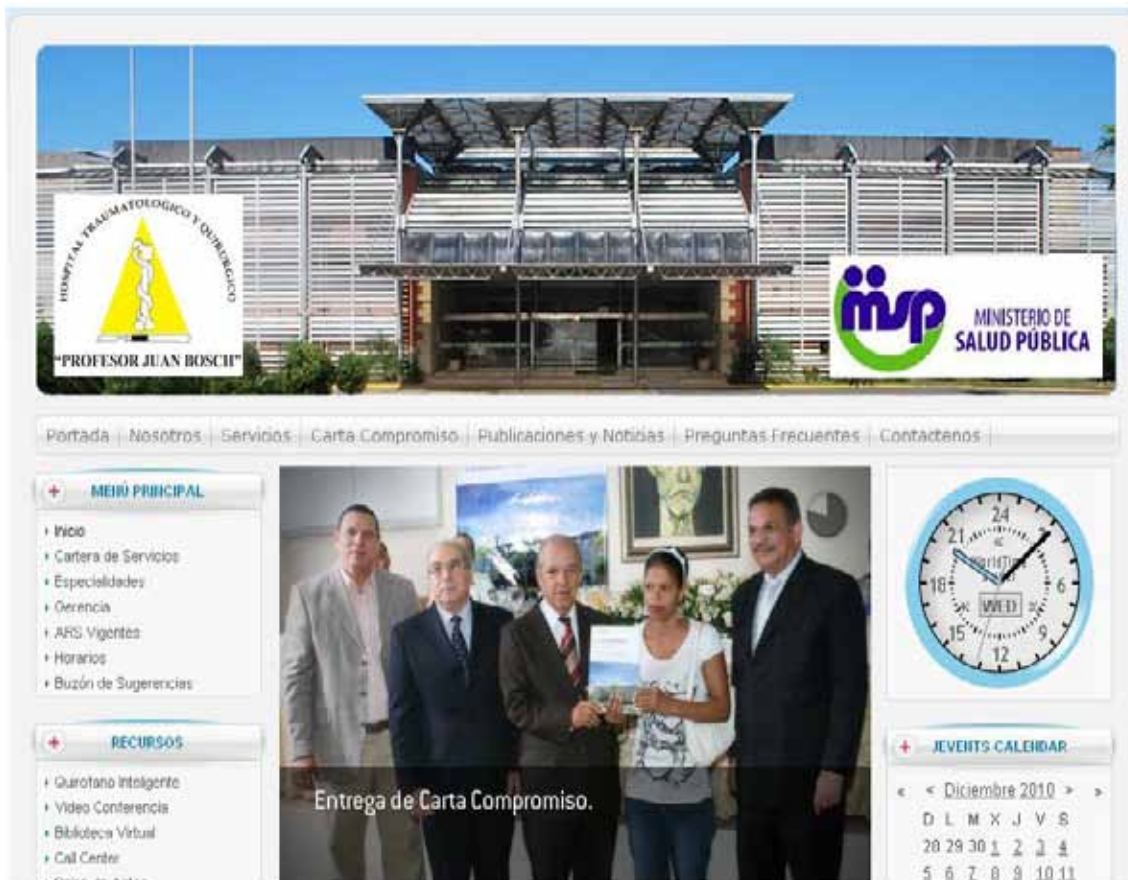 HOSPITAL TRAUMATOLOGICO Y QUIRURGICO
"PROFESOR JUAN BOSCH"
msp
MINISTERIO DE
SALUD PÚBLICA
Portada | Nosotros | Servicios | Carta Compromiso | Publicaciones y Noticias | Preguntas Frecuentes | Contactenos |
MENÚ PRINCIPAL
Inicio
Cartera de Servicios
Especialidades
Gerencia
ARS Vigentes
Horarios
Buzón de Sugerencias
RECURSOS
Quirofano Inteligente
Video Conferencia
Biblioteca Virtual
Call Center
Entrega de Carta Compromiso.
24
21
18
6
15
9
12
WED
JEVENTS CALENDAR
« < Diciembre 2010 > »
D L M X J V S
28 29 30 1 2 3 4
5 6 7 8 9 10 11